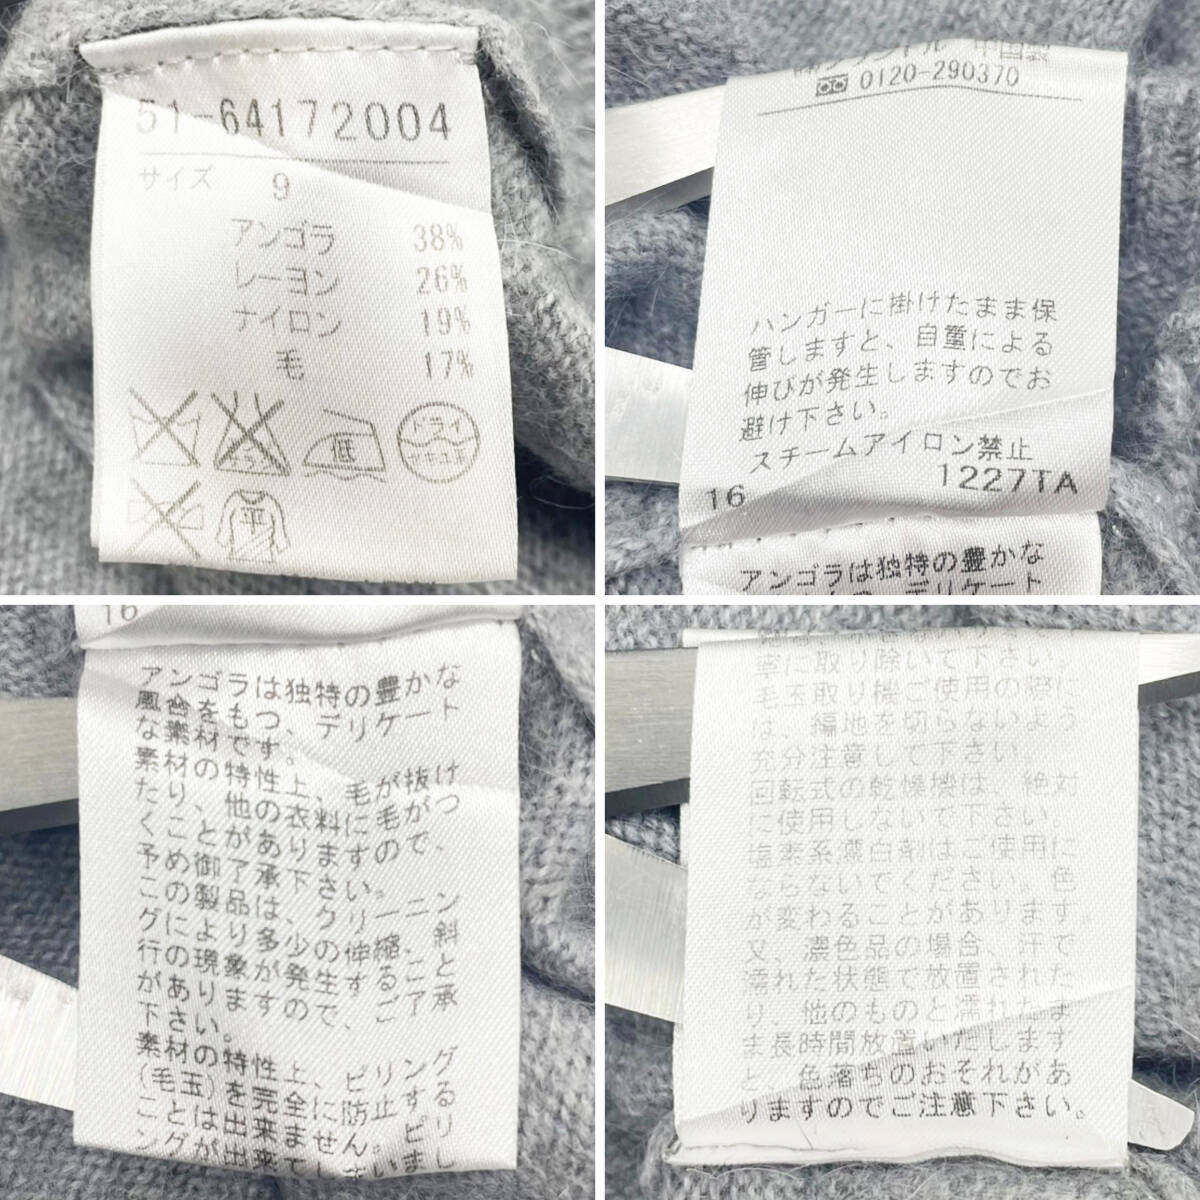 51-64172004
サイズ 9
アンゴラ 38%
レーヨン 26%
ナイロン 19%
毛 17%
低
ドライ
平
中国製
0120-290370
ハンガーに掛けたまま保
管しますと、自重による
伸びが発生しますのでお
避け下さい。
スチームアイロン禁止
16 1227TA
アンゴラは独特の豊かな
デリケート
16
アンゴラは独特の豊かな
風合をもつ、デリケート
な素材です。
素材の特性上、毛が抜け
たり、他の衣料に毛がつ
くことがありますので、
予め御了承下さい。
この製品は、クリーニン
グにより多少の伸縮、斜
行の現象が発生すること
がありますので、ご了承
下さい。
素材の特性上、ピリング
(毛玉)を完全に防止する
ことは出来ません。ピリ
ングが出来
寧に取り除いて下さい。
毛玉取り機ご使用の際に
は、編地を切らないよう
充分注意して下さい。
回転式の乾燥機は、絶対
に使用しないで下さい。
塩素系漂白剤はご使用に
ならないでください。色
が変わることがあります。
又、濃色品の場合、汗で
濡れた状態で放置された
り、他のものと濡れたま
ま長時間放置いたします
と、色落ちのおそれがあ
りますのでご注意下さい。